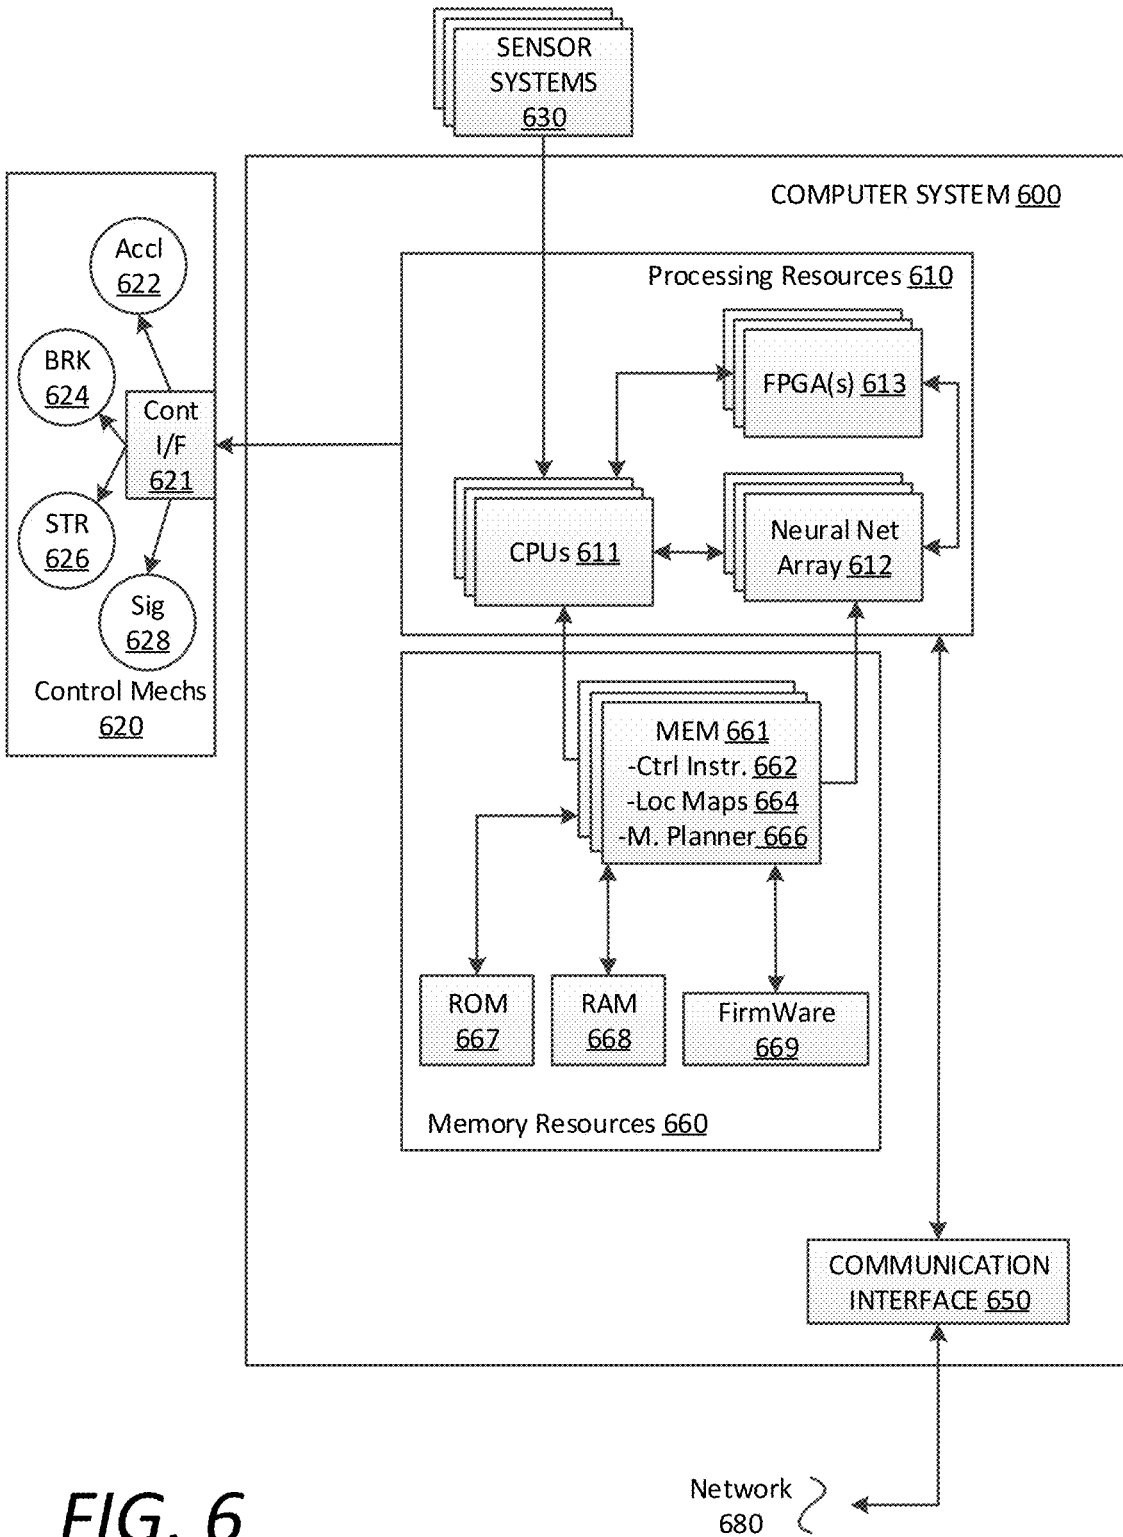 SENSOR
SYSTEMS
630
COMPUTER SYSTEM 600
Accl
622
BRK
624
Cont
I/F
621
STR
626
Sig
628
Control Mechs
620
Processing Resources 610
FPGA(s) 613
CPUs 611
Neural Net
Array 612
MEM 661
-Ctrl Instr. 662
-Loc Maps 664
-M. Planner 666
ROM
667
RAM
668
FirmWare
669
Memory Resources 660
COMMUNICATION
INTERFACE 650
Network
680
FIG. 6